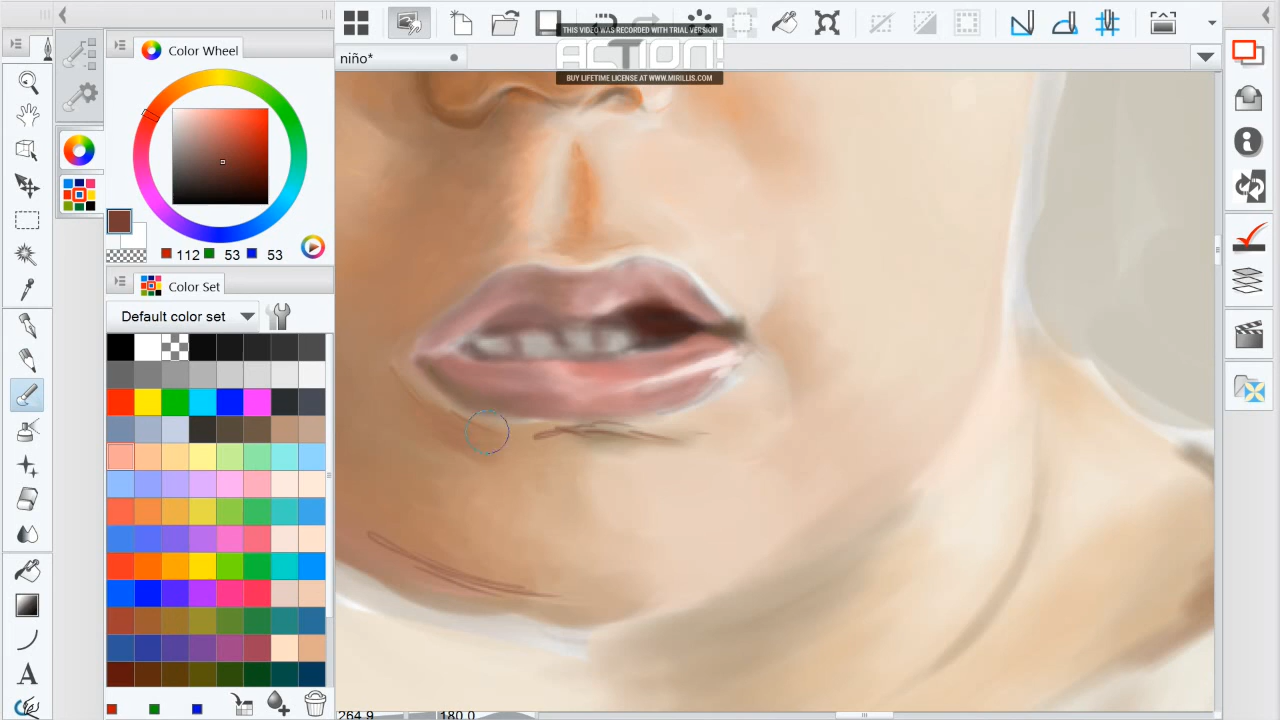 Color Wheel
THIS VIDEO WAS RECORDED WITH TRIAL VERSION
ACTION!
BUY LIFETIME LICENSE AT WWW.MIRILLIS.COM
niño*
112 53 53
Color Set
Default color set
A
264.9 180.0